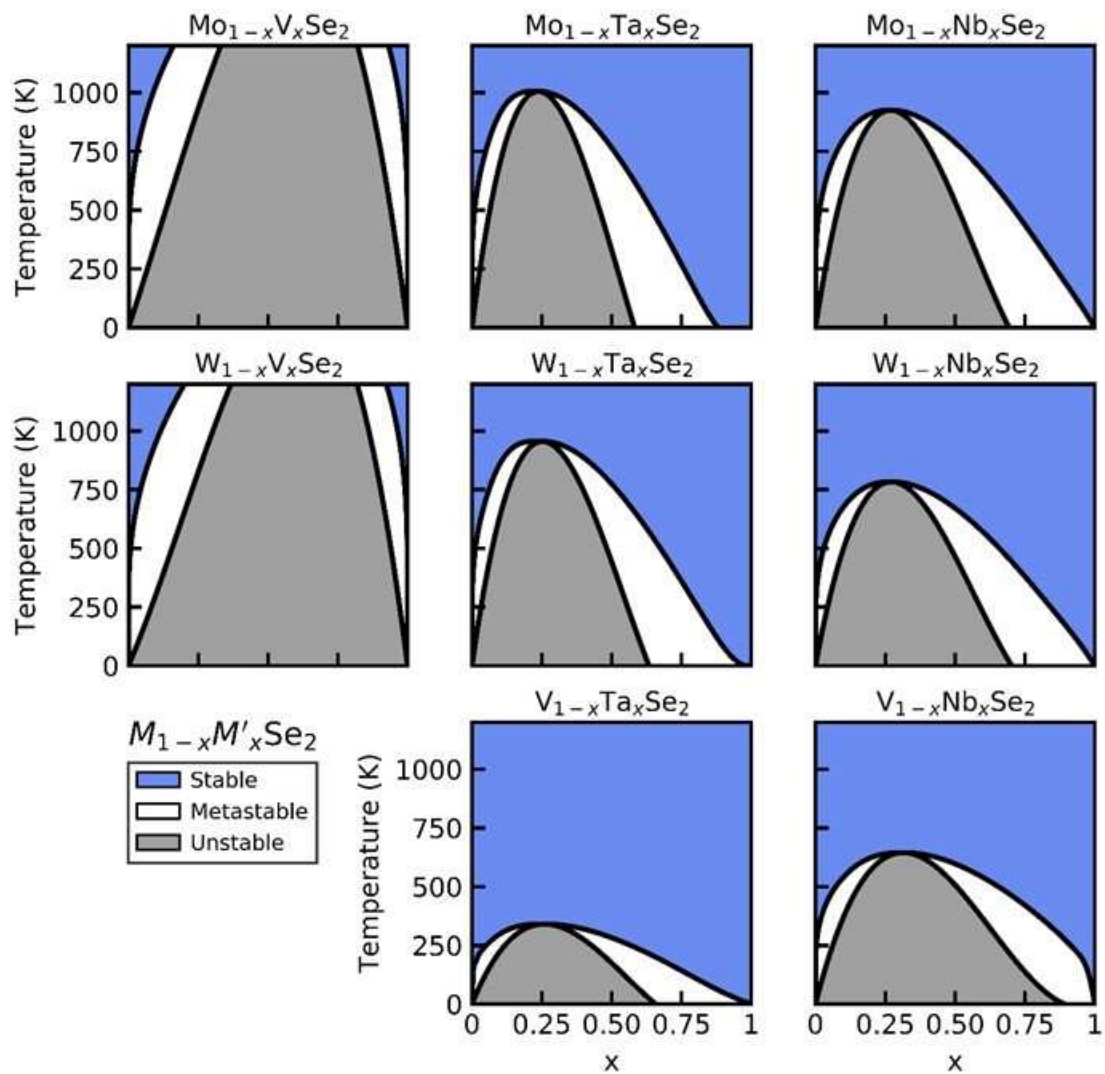 Mo₁₋ₓVₓSe₂ Mo₁₋ₓTaₓSe₂ Mo₁₋ₓNbₓSe₂
Temperature (K)
1000
750
500
250
0
W₁₋ₓVₓSe₂ W₁₋ₓTaₓSe₂ W₁₋ₓNbₓSe₂
Temperature (K)
1000
750
500
250
0
V₁₋ₓTaₓSe₂ V₁₋ₓNbₓSe₂
M₁₋ₓM′ₓSe₂
Stable
Metastable
Unstable
Temperature (K)
1000
750
500
250
0
0 0.25 0.50 0.75 1 0 0.25 0.50 0.75 1
x x